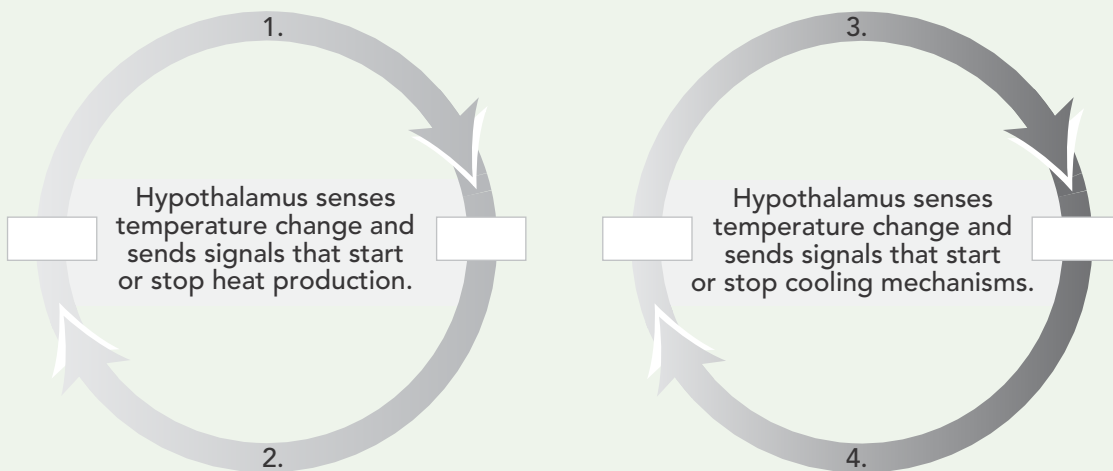 1.
Hypothalamus senses
temperature change and
sends signals that start
or stop heat production.
2.
3.
Hypothalamus senses
temperature change and
sends signals that start
or stop cooling mechanisms.
4.